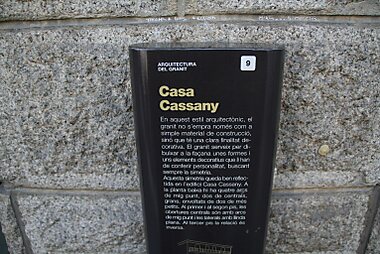 ARQUITECTURA
DEL GRANIT
9
Casa
Cassany
En aquest estil arquitectònic, el
granit no s'empra només com a
simple material de construcció,
sinó que té una clara finalitat de-
corativa. El granit serveix per di-
buixar a la façana unes formes i
uns elements decoratius que li han
de conferir personalitat, buscant
sempre la simetria.
Aquesta simetria queda ben reflec-
tida en l'edifici Casa Cassany. A
la planta baixa hi ha quatre arcs
de mig punt, dos de centrals,
grans, envoltats de dos de més
petits. Al primer i al segon pis, les
obertures centrals són amb arcs
de mig punt i les laterals amb llinda
plana. Al tercer pis la relació és
inversa.